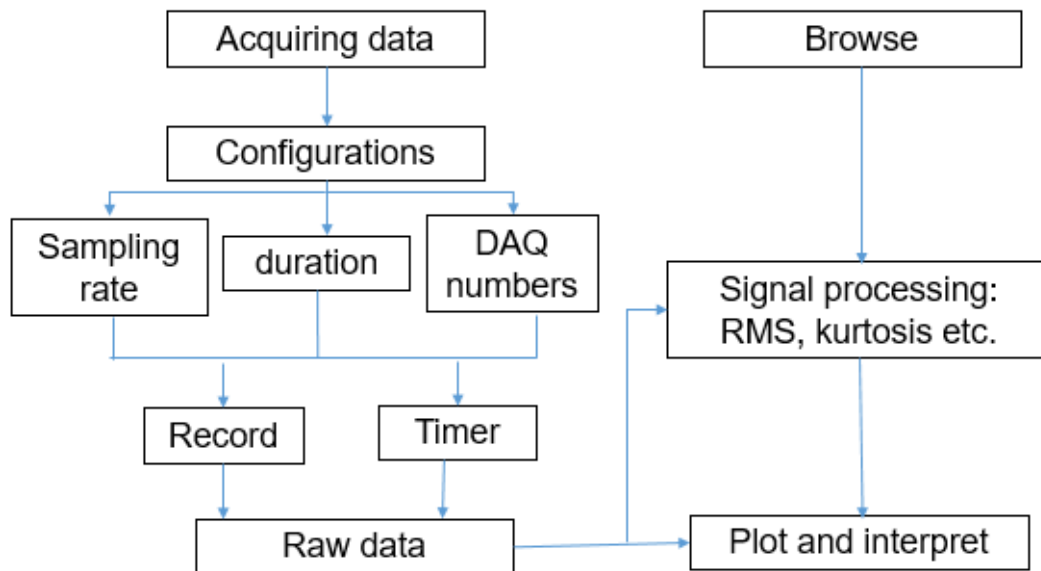 Acquiring data
Browse
Configurations
Sampling
rate
duration
DAQ
numbers
Signal processing:
RMS, kurtosis etc.
Record
Timer
Raw data
Plot and interpret